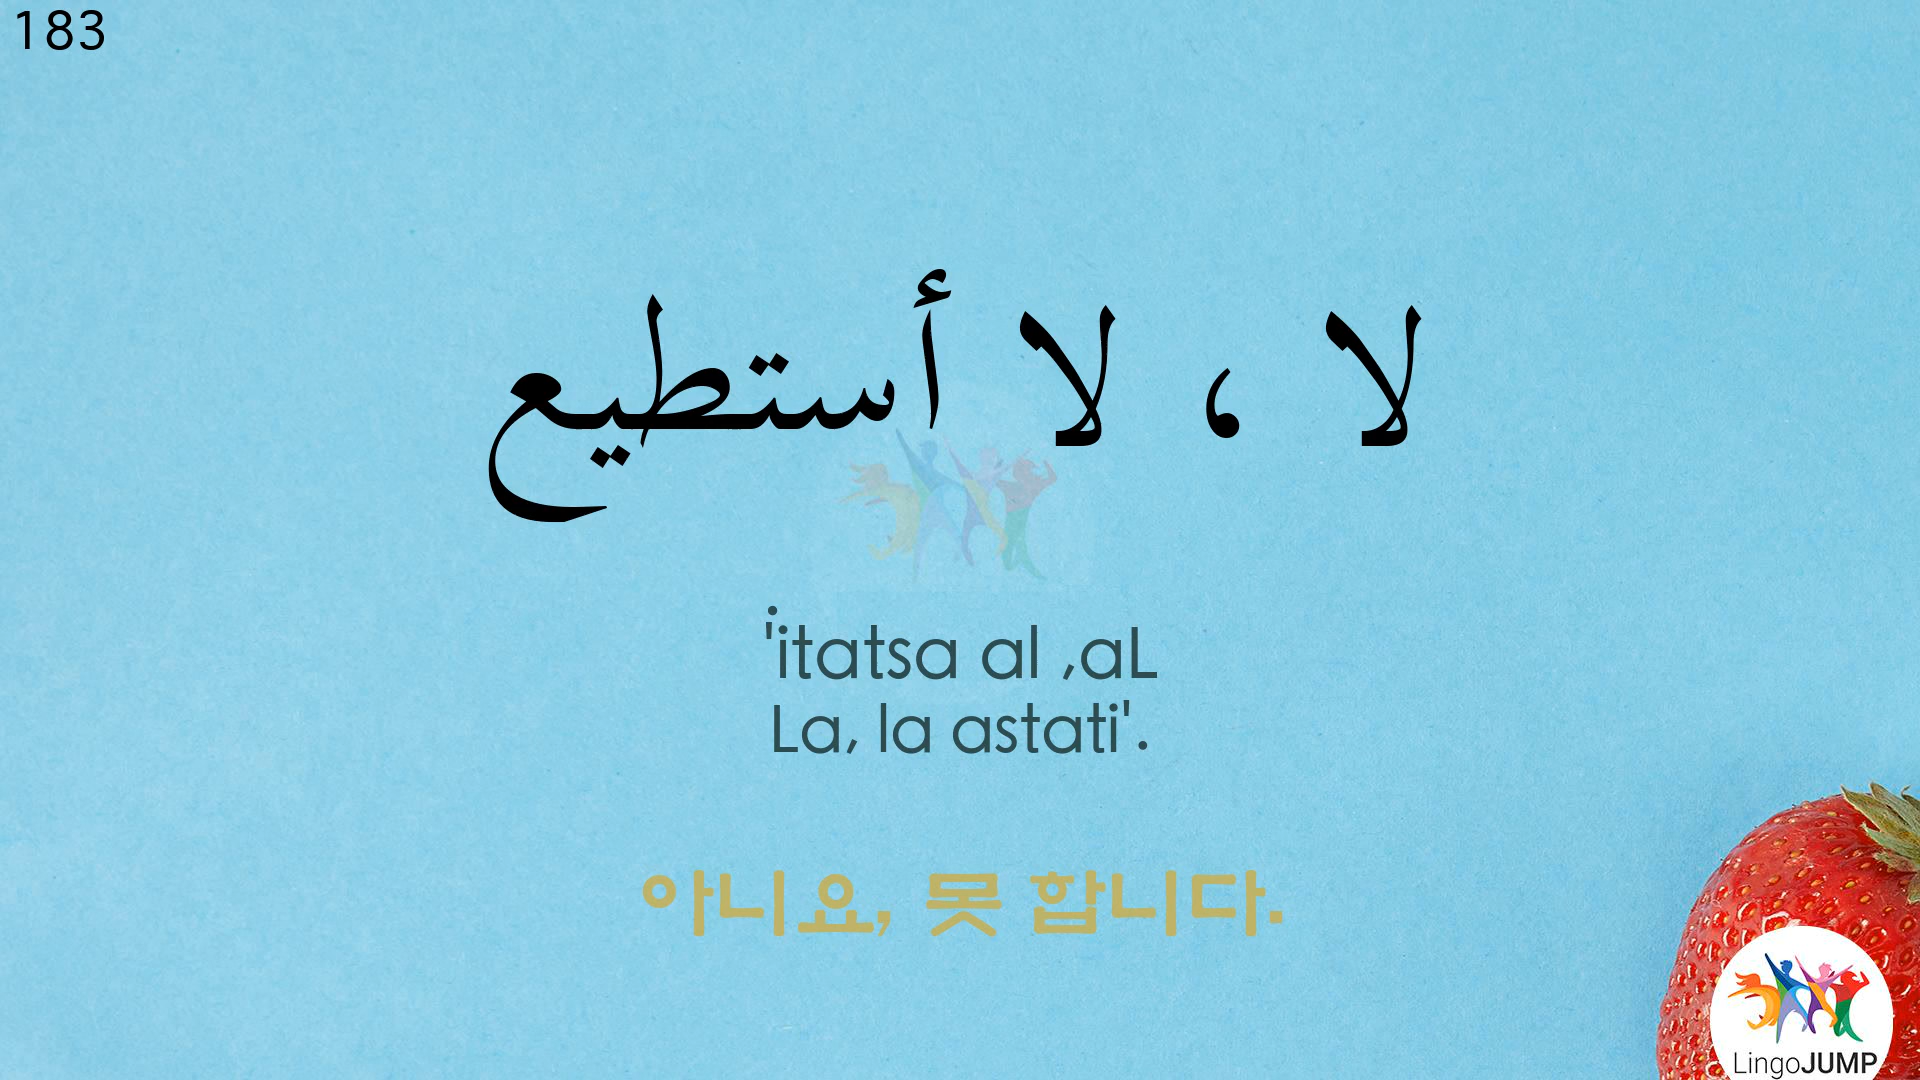 183
لا ، لا أستطيع
'itatsa al ,aL
La, la astati'.
아니요, 못 합니다.
LingoJUMP